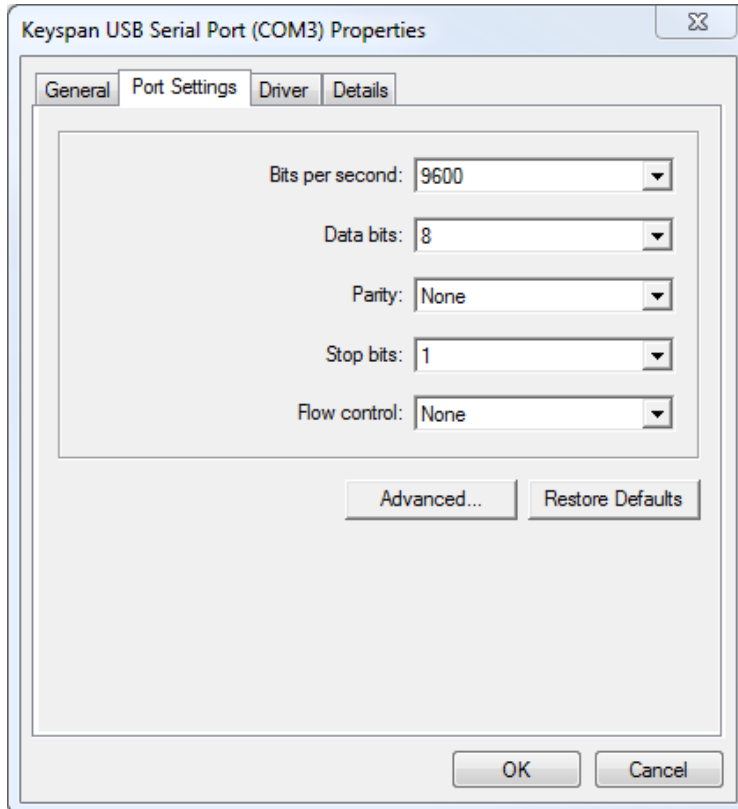 Keyspan USB Serial Port (COM3) Properties
General Port Settings Driver Details
Bits per second: 9600
Data bits: 8
Parity: None
Stop bits: 1
Flow control: None
Advanced... Restore Defaults
OK Cancel